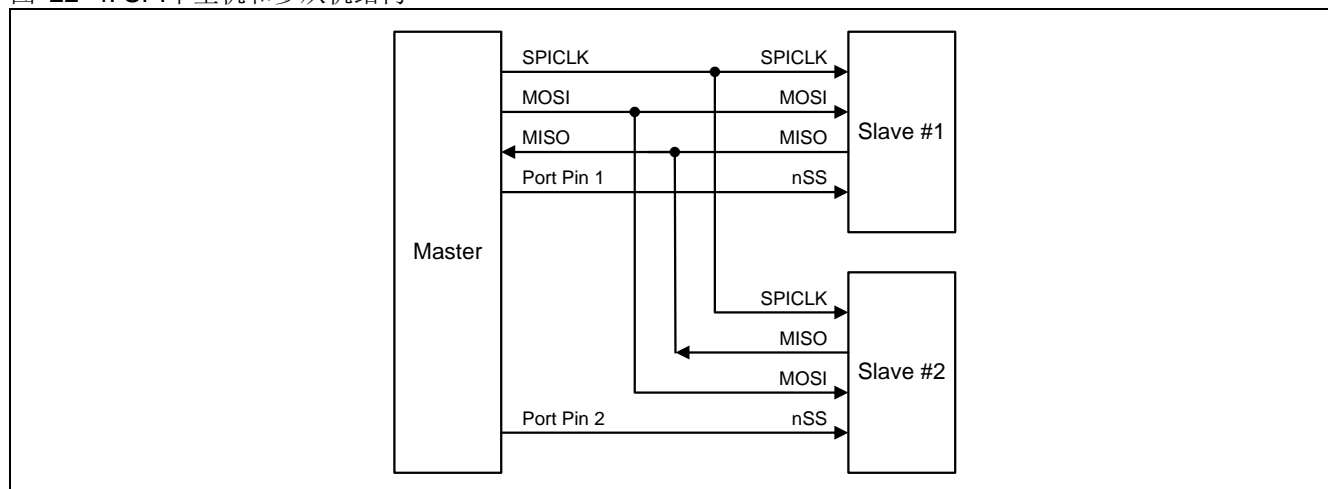 SPICLK SPICLK
MOSI MOSI
MISO MISO
Port Pin 1 nSS
Slave #1
Master
SPICLK
MISO
MOSI
Slave #2
Port Pin 2 nSS